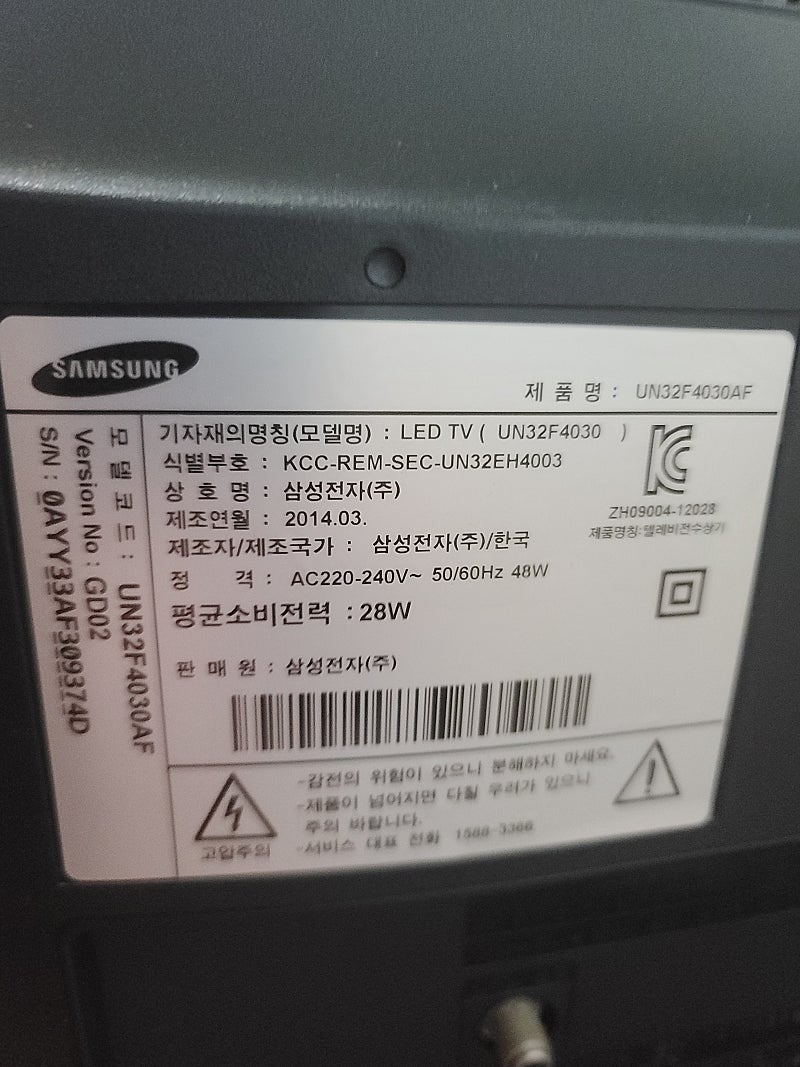 SAMSUNG
제 품 명 : UN32F4030AF
모 델 코 드 : UN32F4030AF
Version No : GD02
S/N : 0AYY33AF309374D
기자재의명칭(모델명) : LED TV ( UN32F4030 )
식별부호 : KCC-REM-SEC-UN32EH4003
상 호 명 : 삼성전자(주)
제조연월 : 2014.03.
제조자/제조국가 : 삼성전자(주)/한국
정 격 : AC220-240V~ 50/60Hz 48W
평균소비전력 : 28W
판 매 원 : 삼성전자(주)
ZH09004-12028
제품명칭:텔레비전수상기
고압주의
-감전의 위험이 있으니 분해하지 마세요.
-제품이 넘어지면 다칠 우려가 있으니
주의 바랍니다.
-서비스 대표 전화 1588-3366